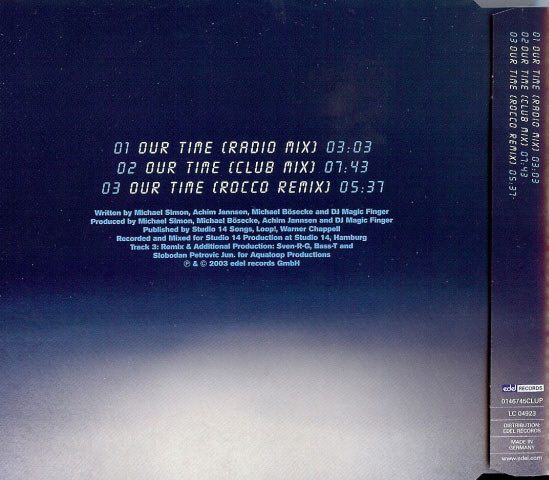 01 OUR TIME (RADIO MIX) 03:03
02 OUR TIME (CLUB MIX) 07:43
03 OUR TIME (ROCCO REMIX) 05:37
Written by Michael Simon, Achim Jannsen, Michael Bösecke and DJ Magic Finger
Produced by Michael Simon, Michael Bösecke, Achim Jannsen and DJ Magic Finger
Published by Studio 14 Songs, Loop!, Warner Chappell
Recorded and Mixed for Studio 14 Production at Studio 14, Hamburg
Track 3: Remix & Additional Production: Sven-R-G, Bass-T and
Slobodan Petrovic Jun. for Aqualoop Productions
℗ & © 2003 edel records GmbH
01 OUR TIME (RADIO MIX) 03:03
02 OUR TIME (CLUB MIX) 07:43
03 OUR TIME (ROCCO REMIX) 05:37
edel RECORDS
0146745CLUP
LC 04923
DISTRIBUTION:
EDEL RECORDS
MADE IN
GERMANY
www.edel.com